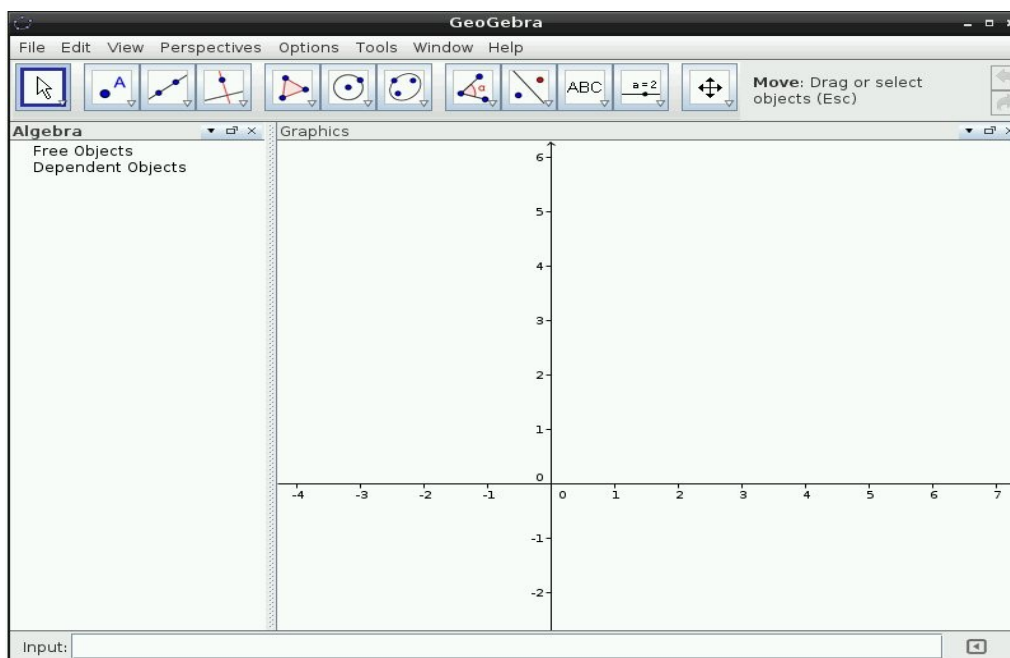 GeoGebra
File Edit View Perspectives Options Tools Window Help
A α ABC a=2
Move: Drag or select
objects (Esc)
Algebra
Free Objects
Dependent Objects
Graphics
6
5
4
3
2
1
0
-4 -3 -2 -1 0 1 2 3 4 5 6 7
-1
-2
Input: